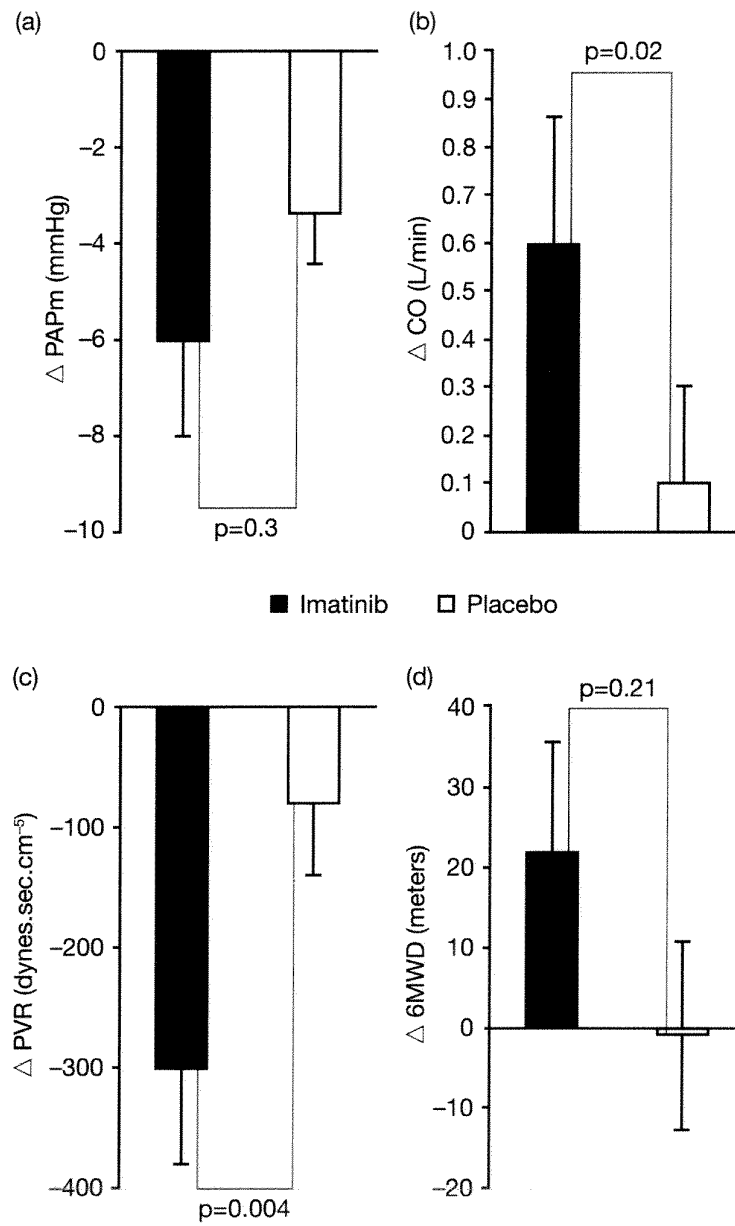 (a)
0
−2
−4
−6
−8
−10
△ PAPm (mmHg)
p=0.3
(b)
p=0.02
1.0
0.9
0.8
0.7
0.6
0.5
0.4
0.3
0.2
0.1
0
△ CO (L/min)
Imatinib
Placebo
(c)
0
−100
−200
−300
−400
△ PVR (dynes.sec.cm⁻⁵)
p=0.004
(d)
p=0.21
40
30
20
10
0
−10
−20
△ 6MWD (meters)